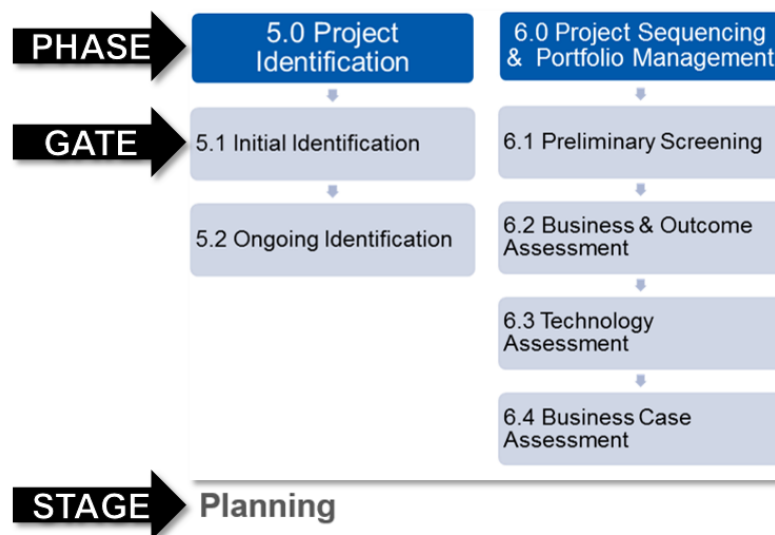 PHASE
5.0 Project
Identification
6.0 Project Sequencing
& Portfolio Management
GATE
5.1 Initial Identification
6.1 Preliminary Screening
5.2 Ongoing Identification
6.2 Business & Outcome
Assessment
6.3 Technology
Assessment
6.4 Business Case
Assessment
STAGE
Planning